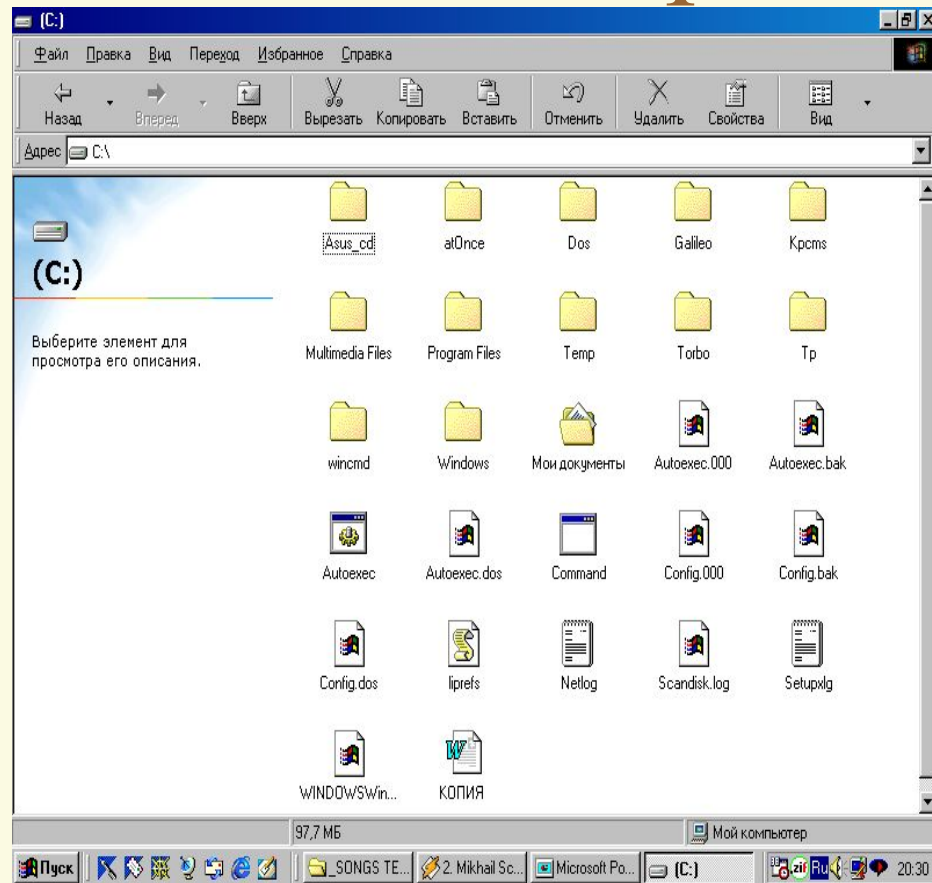 (C:)
Файл Правка Вид Переход Избранное Справка
Назад Вперед Вверх Вырезать Копировать Вставить Отменить Удалить Свойства Вид
Адрес C:\
(C:)
Выберите элемент для
просмотра его описания.
Asus_cd atOnce Dos Galileo Kpcms
Multimedia Files Program Files Temp Torbo Tp
wincmd Windows Мои документы Autoexec.000 Autoexec.bak
Autoexec Autoexec.dos Command Config.000 Config.bak
Config.dos liprefs Netlog Scandisk.log Setupxlg
WINDOWSWin... КОПИЯ
97,7 МБ Мой компьютер
Пуск _SONGS TE... 2. Mikhail Sc... Microsoft Po... (C:) zif Ru 20:30